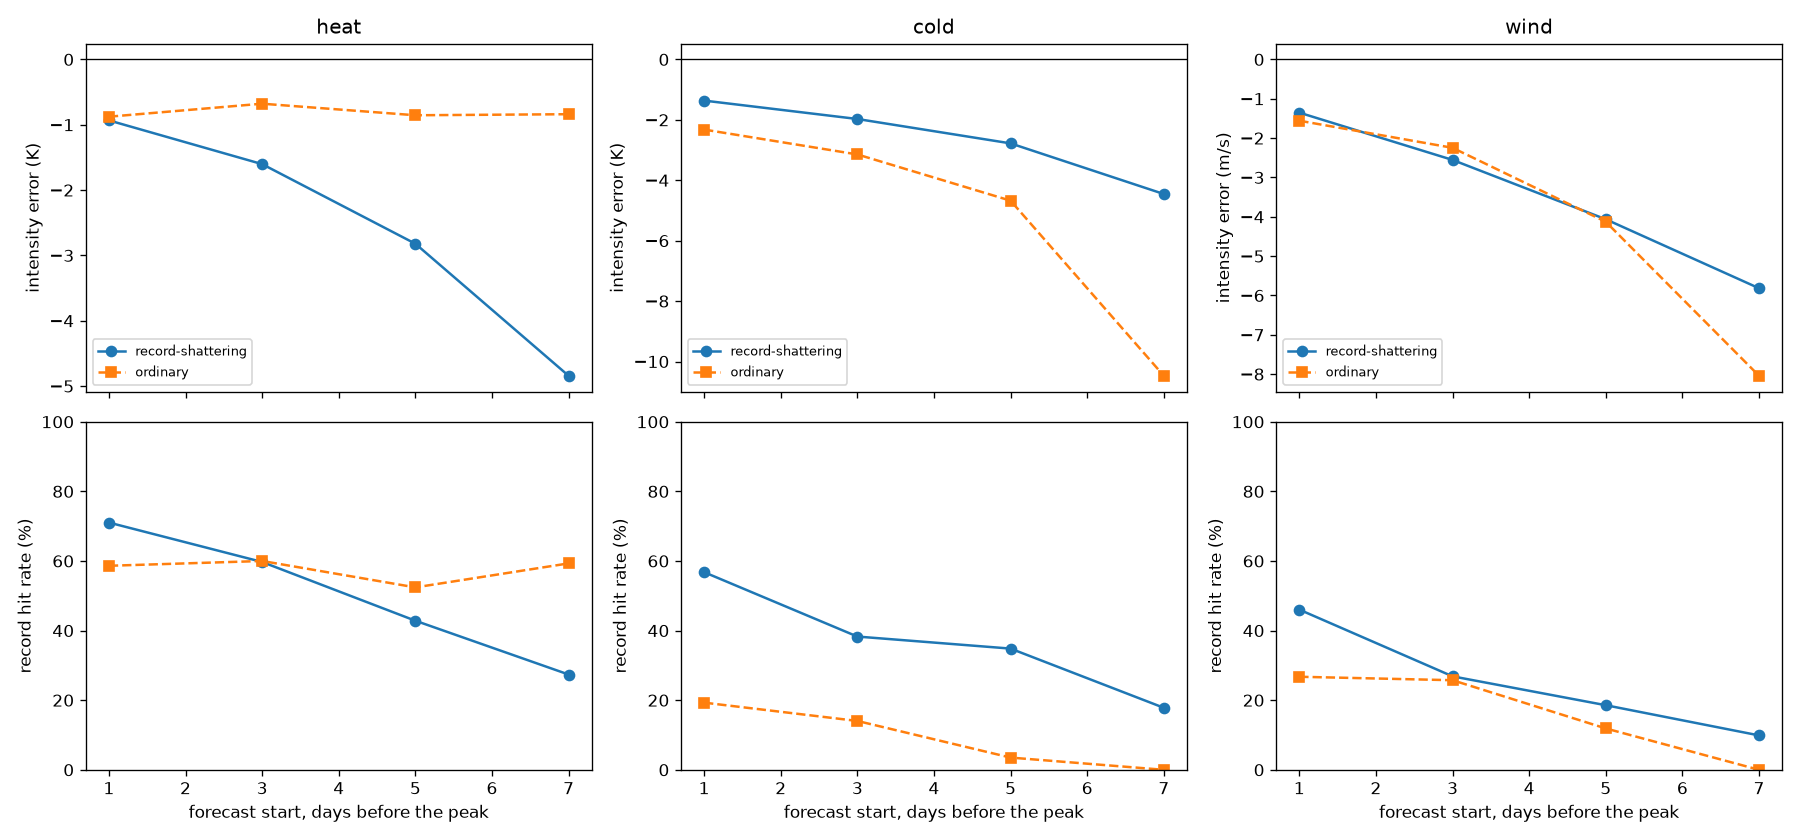 heat
cold
wind
0
−1
−2
−3
−4
−5
intensity error (K)
record-shattering
ordinary
0
−2
−4
−6
−8
−10
intensity error (K)
record-shattering
ordinary
0
−1
−2
−3
−4
−5
−6
−7
−8
intensity error (m/s)
record-shattering
ordinary
100
80
60
40
20
0
record hit rate (%)
1 2 3 4 5 6 7
forecast start, days before the peak
100
80
60
40
20
0
record hit rate (%)
1 2 3 4 5 6 7
forecast start, days before the peak
100
80
60
40
20
0
record hit rate (%)
1 2 3 4 5 6 7
forecast start, days before the peak